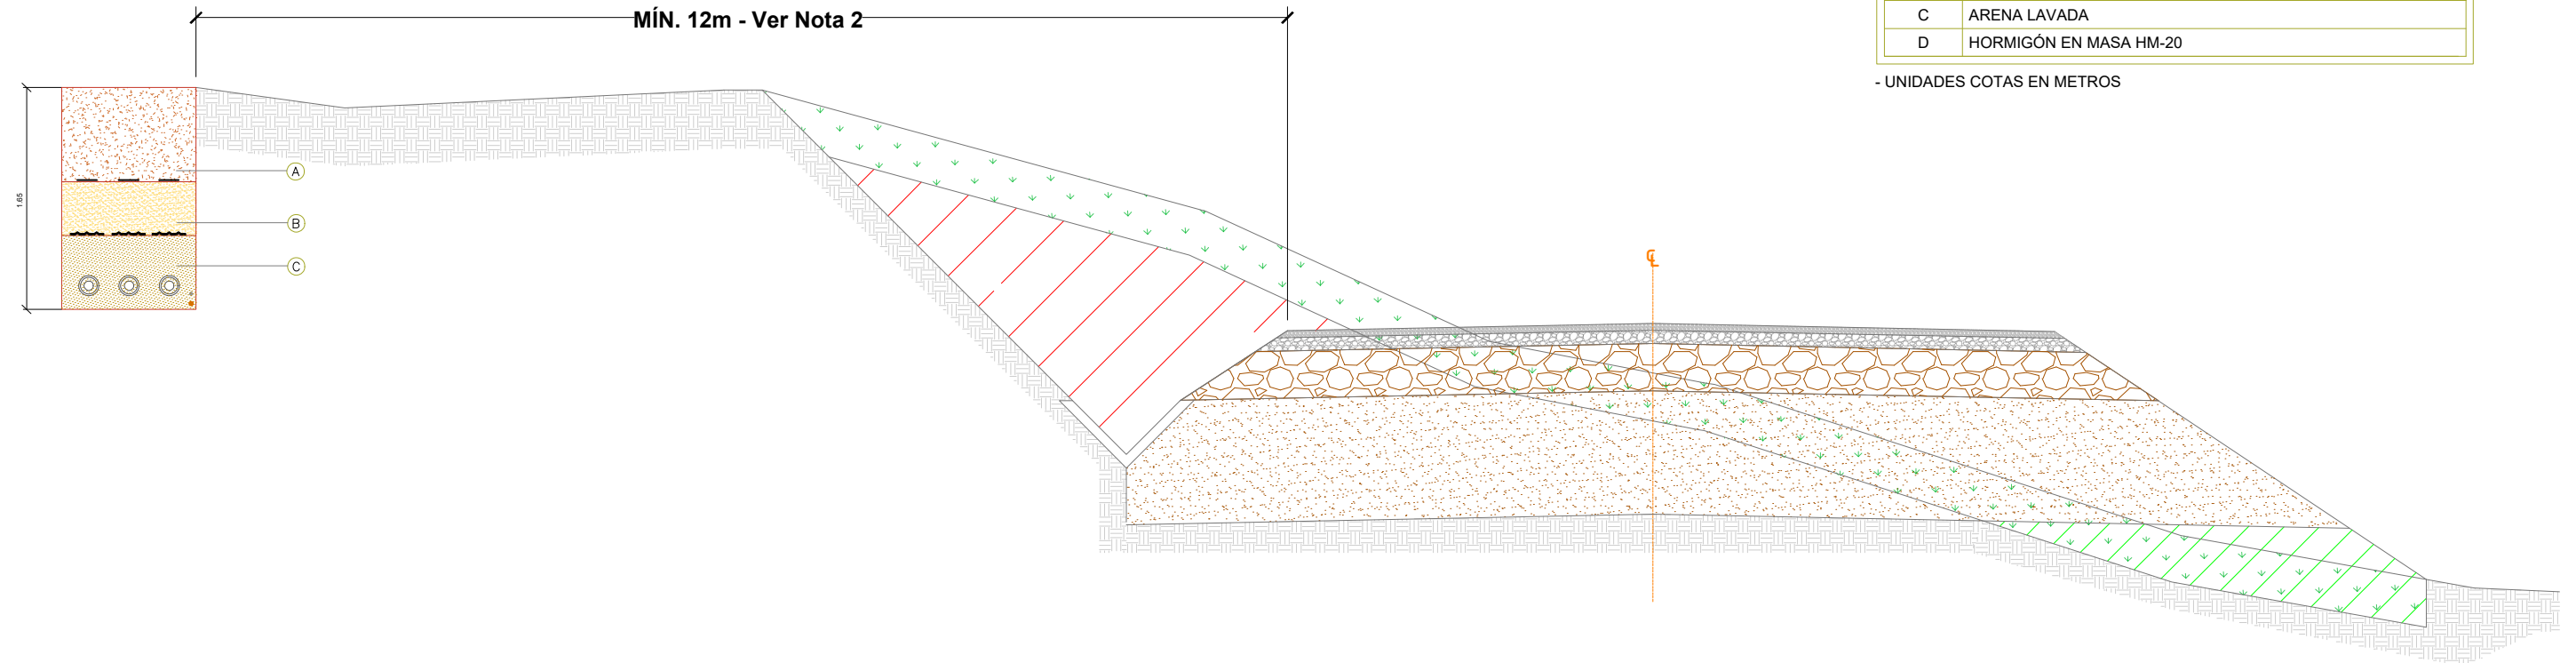 MÍN. 12m - Ver Nota 2
C ARENA LAVADA
D HORMIGÓN EN MASA HM-20
- UNIDADES COTAS EN METROS
1.65
A
B
C